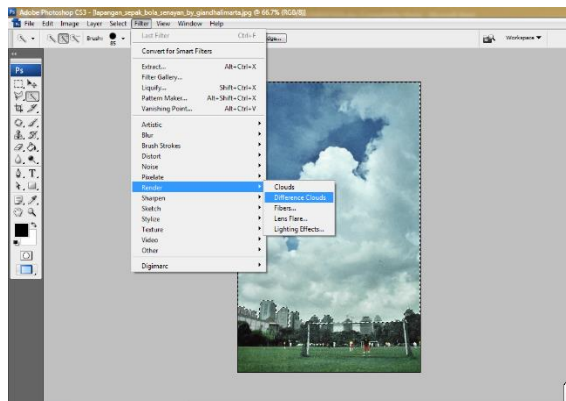 Adobe Photoshop CS3 - [lapangan_sepak_bola_senayan_by_giandhalimarta.jpg @ 66.7% (RGB/8)]
File Edit Image Layer Select Filter View Window Help
Brush: 85
Workspace
Last Filter Ctrl+F
Convert for Smart Filters
Extract... Alt+Ctrl+X
Filter Gallery...
Liquify... Shift+Ctrl+X
Pattern Maker... Alt+Shift+Ctrl+X
Vanishing Point... Alt+Ctrl+V
Artistic
Blur
Brush Strokes
Distort
Noise
Pixelate
Render
Sharpen
Sketch
Stylize
Texture
Video
Other
Digimarc
Clouds
Difference Clouds
Fibers...
Lens Flare...
Lighting Effects...
Ps